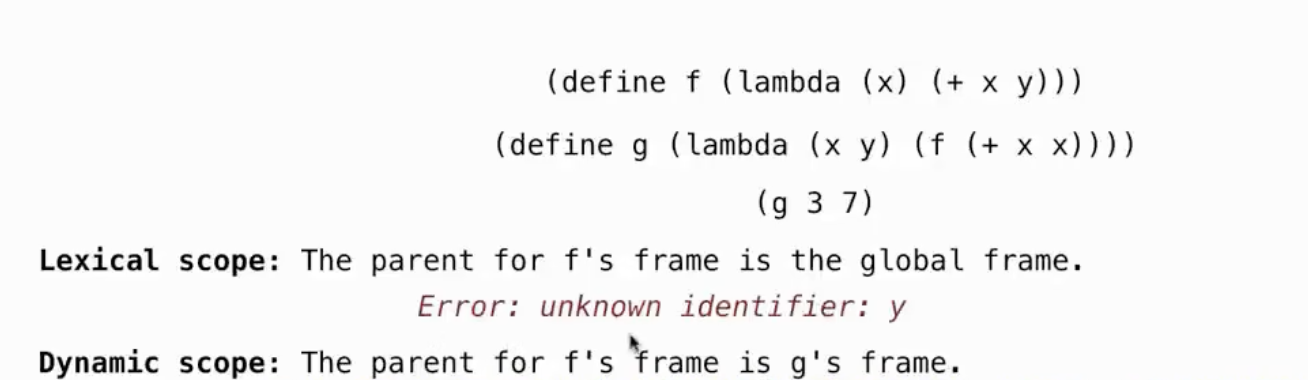 (define f (lambda (x) (+ x y)))
(define g (lambda (x y) (f (+ x x))))
(g 3 7)
Lexical scope: The parent for f's frame is the global frame.
Error: unknown identifier: y
Dynamic scope: The parent for f's frame is g's frame.